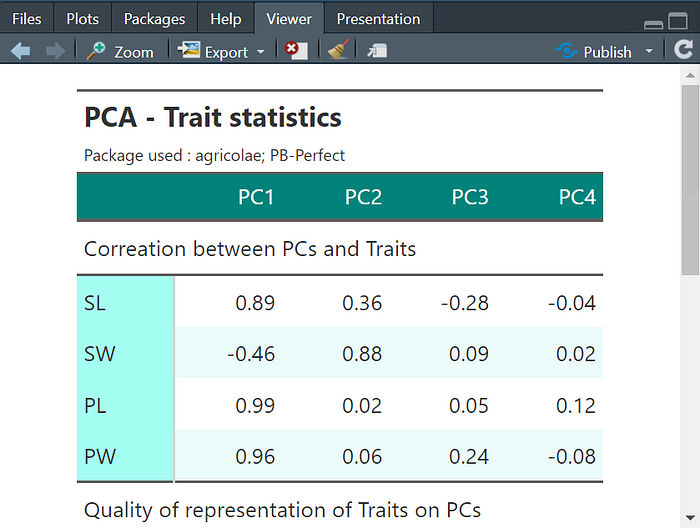 Files Plots Packages Help Viewer Presentation
Zoom Export Publish
PCA - Trait statistics
Package used : agricolae; PB-Perfect
PC1 PC2 PC3 PC4
Correation between PCs and Traits
SL 0.89 0.36 -0.28 -0.04
SW -0.46 0.88 0.09 0.02
PL 0.99 0.02 0.05 0.12
PW 0.96 0.06 0.24 -0.08
Quality of representation of Traits on PCs